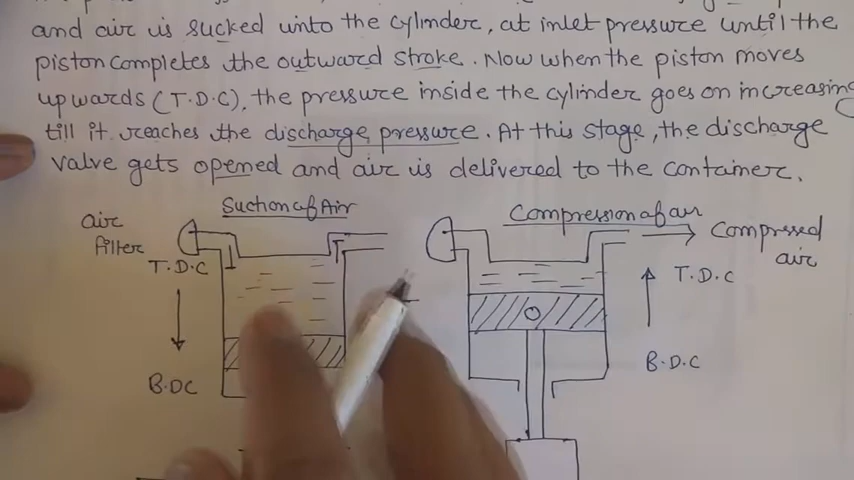 and air is sucked into the cylinder, at inlet pressure until the
piston completes the outward stroke. Now when the piston moves
upwards (T.D.C), the pressure inside the cylinder goes on increasing
till it reaches the discharge pressure. At this stage, the discharge
valve gets opened and air is delivered to the container.
Suction of Air
Compression of air
air
filter
T.D.C
B.DC
Compressed
air
T.D.C
B.D.C